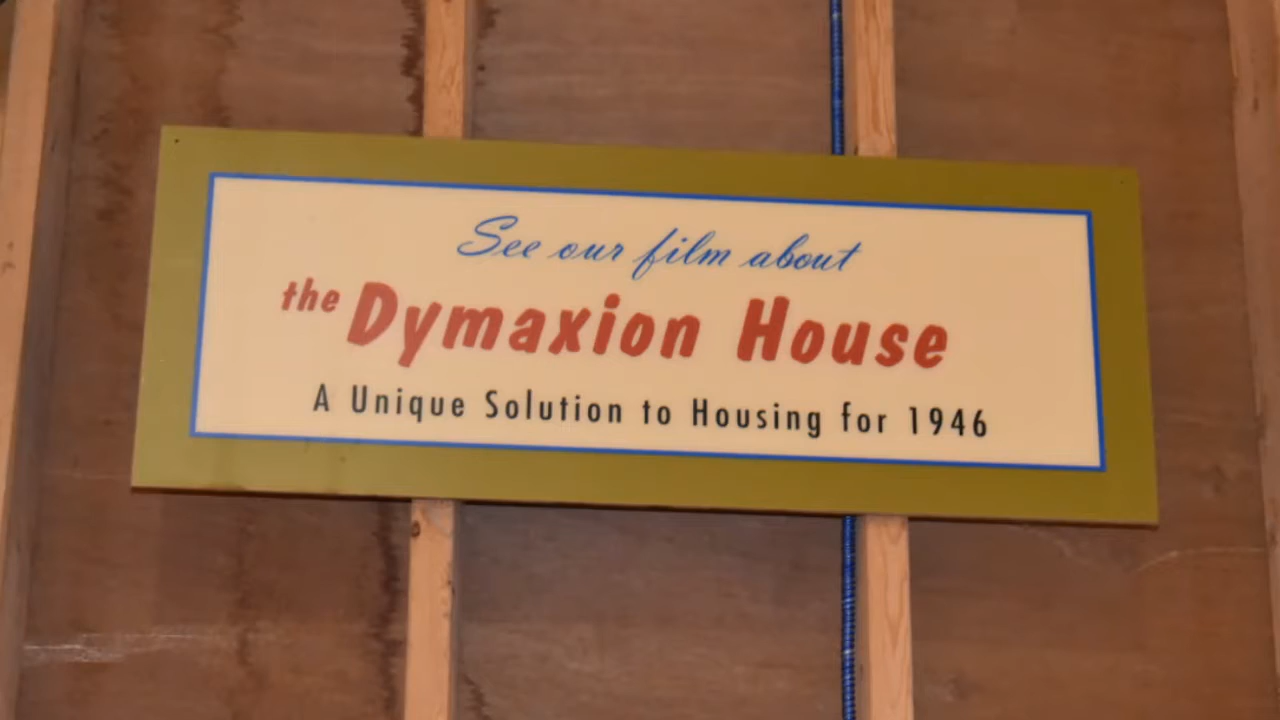 See our film about
the Dymaxion House
A Unique Solution to Housing for 1946